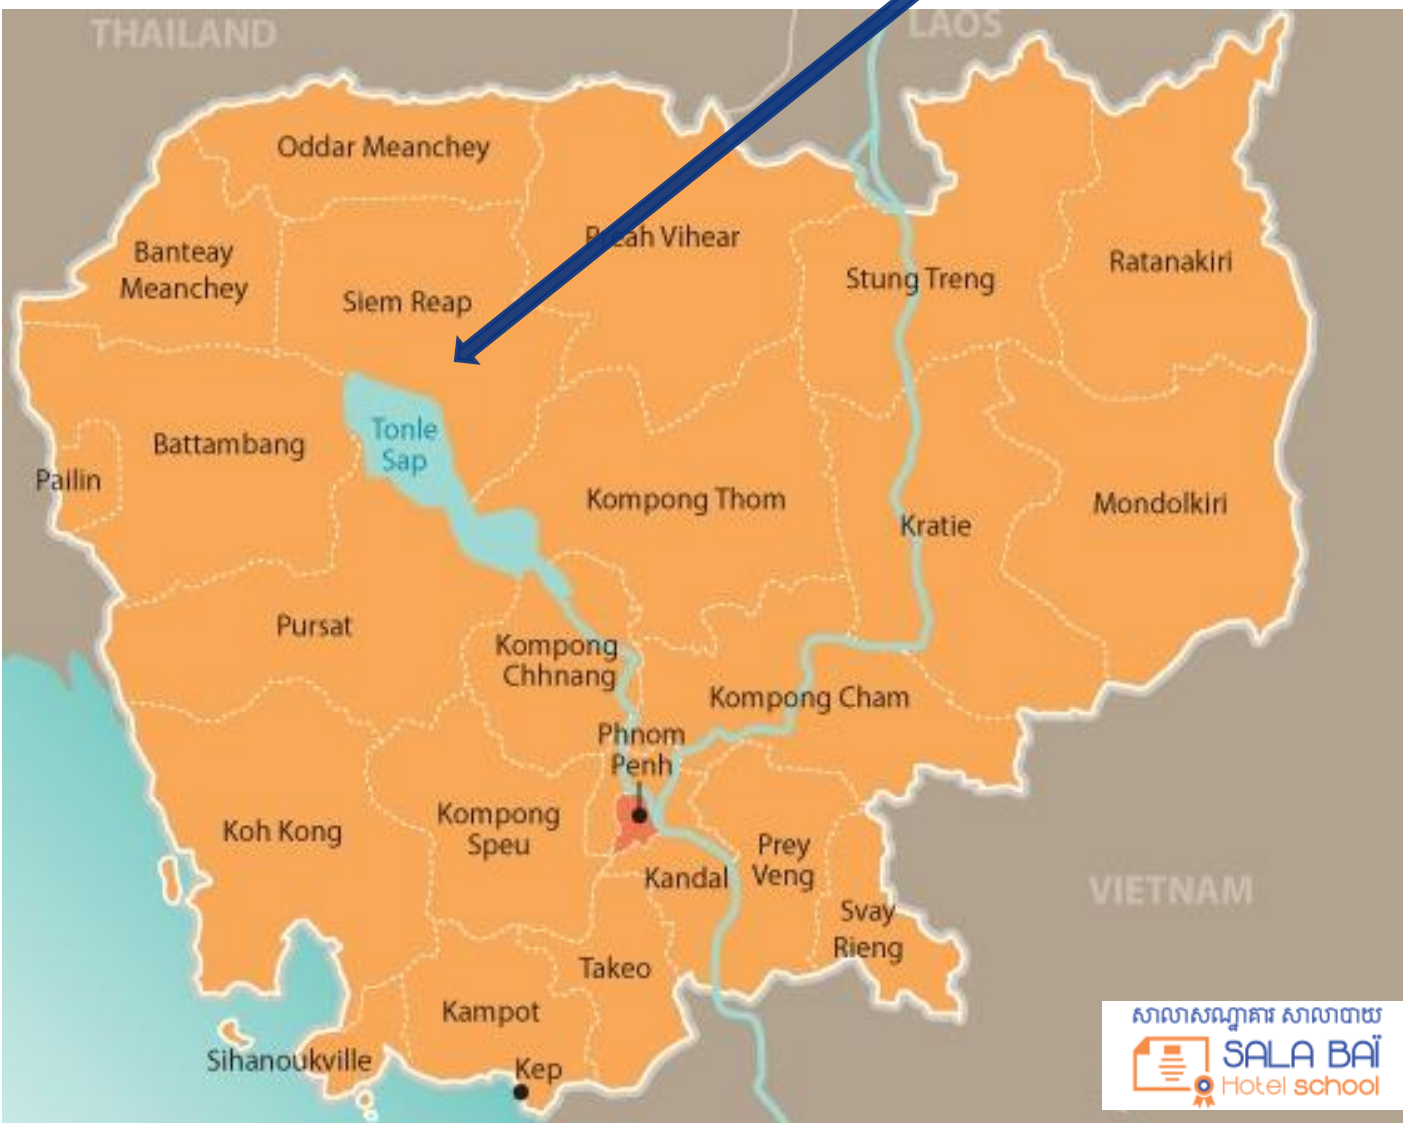 THAILAND
LAOS
Oddar Meanchey
Banteay
Meanchey
Siem Reap
Preah Vihear
Stung Treng
Ratanakiri
Tonle
Sap
Battambang
Pailin
Kompong Thom
Kratie
Mondolkiri
Pursat
Kompong
Chhnang
Kompong Cham
Phnom
Penh
Koh Kong
Kompong
Speu
Kandal
Prey
Veng
Svay
Rieng
VIETNAM
Takeo
Kampot
Sihanoukville
Kep
សាលាសណ្ឋាគារ សាលាបាយ
SALA BAÏ
Hotel school